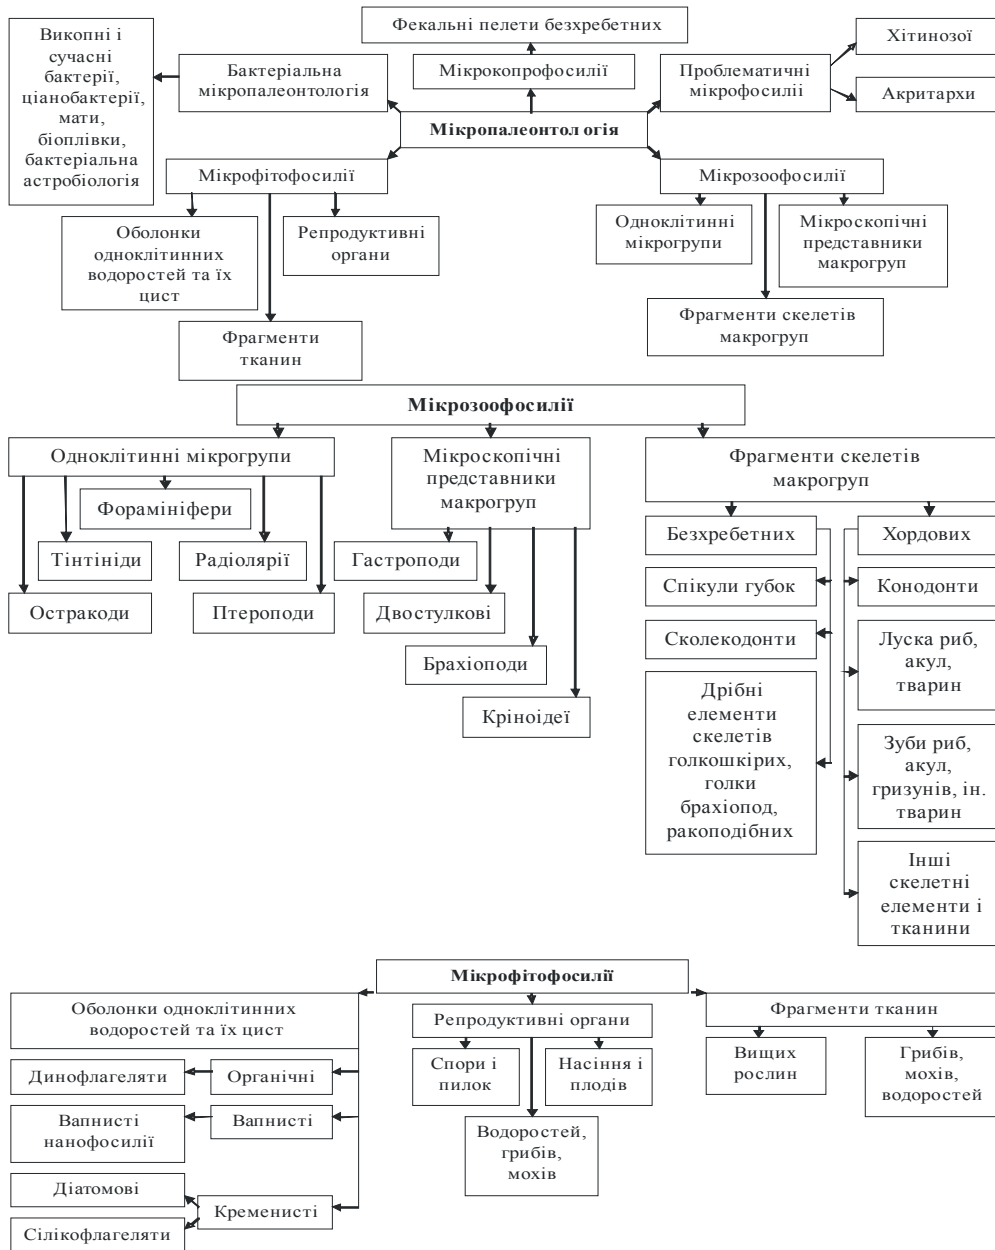 Фекальні пелети безхребетних
Викопні і
сучасні
бактерії,
ціанобактерії,
мати,
біоплівки,
бактеріальна
астробіологія
Бактеріальна
мікропалеонтологія
Мікрокопрофосилії
Проблематичні
мікрофосилії
Хітинозої
Акритархи
Мікропалеонтол огія
Мікрофітофосилії
Мікрозоофосилії
Оболонки
одноклітинних
водоростей та їх
цист
Репродуктивні
органи
Фрагменти
тканин
Одноклітинні
мікрогрупи
Мікроскопічні
представники
макрогруп
Фрагменти скелетів
макрогруп
Мікрозоофосилії
Одноклітинні мікрогрупи
Форамініфери
Тінтініди
Радіолярії
Остракоди
Птероподи
Мікроскопічні
представники
макрогруп
Гастроподи
Двостулкові
Брахіоподи
Кріноідеї
Фрагменти скелетів
макрогруп
Безхребетних
Спікули губок
Сколекодонти
Дрібні
елементи
скелетів
голкошкірих,
голки
брахіопод,
ракоподібних
Хордових
Конодонти
Луска риб,
акул,
тварин
Зуби риб,
акул,
гризунів, ін.
тварин
Інші
скелетні
елементи і
тканини
Мікрофітофосилії
Оболонки одноклітинних
водоростей та їх цист
Динофлагеляти
Органічні
Вапнисті
нанофосилії
Вапнисті
Діатомові
Кременисті
Сілікофлагеляти
Репродуктивні органи
Спори і
пилок
Насіння і
плодів
Водоростей,
грибів,
мохів
Фрагменти тканин
Вищих
рослин
Грибів,
мохів,
водоростей